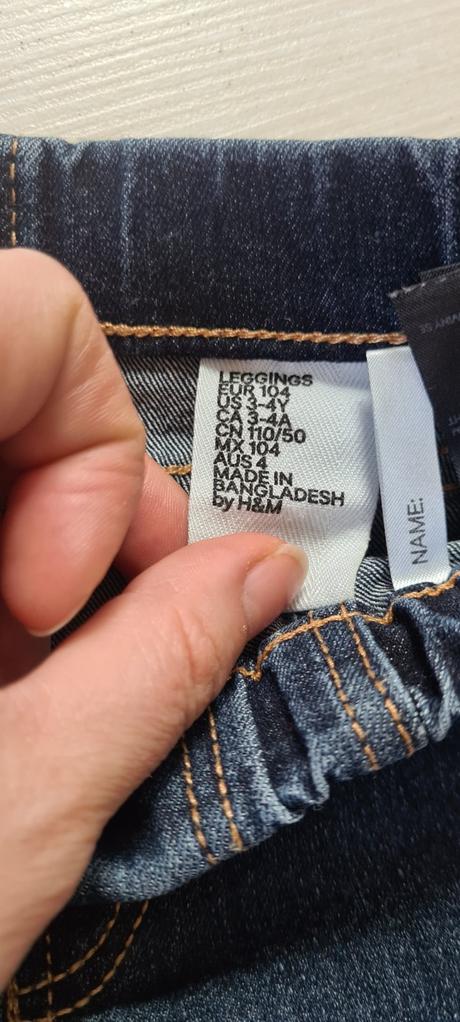 LEGGINGS
EUR 104
US 3-4Y
CA 3-4A
CN 110/50
MX 104
AUS 4
MADE IN
BANGLADESH
by H&M
NAME: